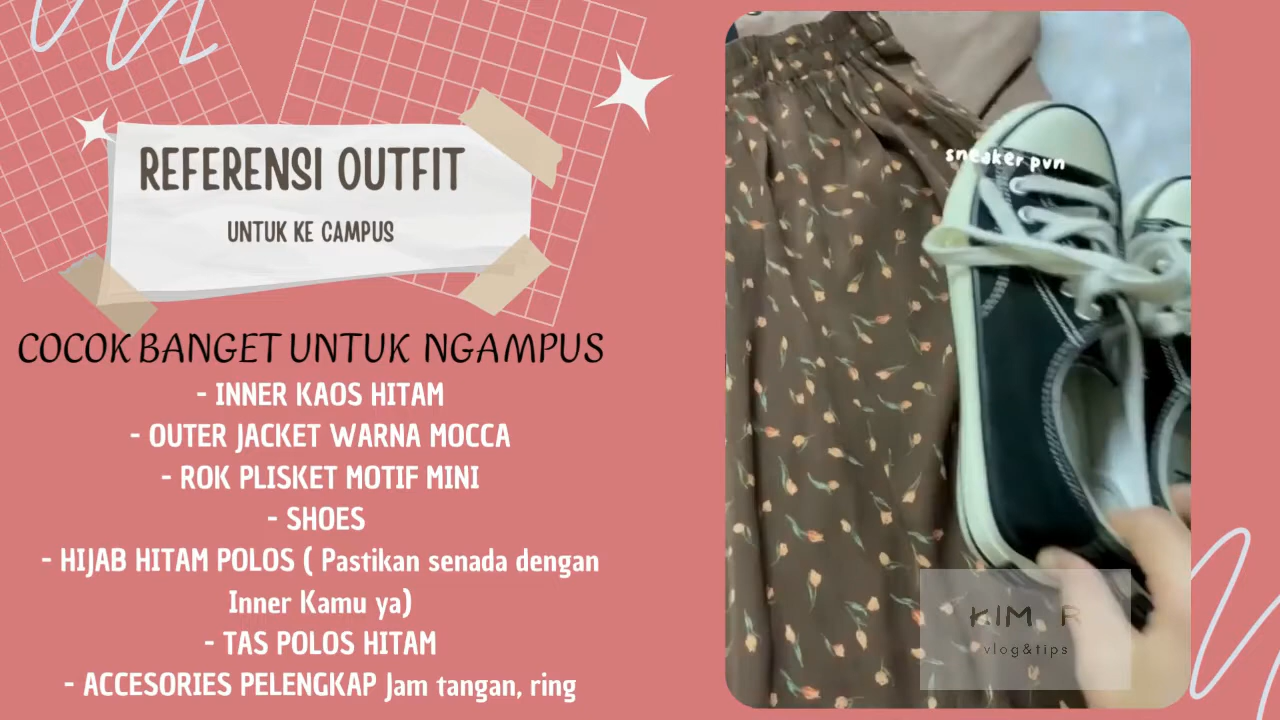 REFERENSI OUTFIT
UNTUK KE CAMPUS
COCOK BANGET UNTUK NGAMPUS
- INNER KAOS HITAM
- OUTER JACKET WARNA MOCCA
- ROK PLISKET MOTIF MINI
- SHOES
- HIJAB HITAM POLOS ( Pastikan senada dengan
Inner Kamu ya)
- TAS POLOS HITAM
- ACCESORIES PELENGKAP Jam tangan, ring
sneaker pvn
KIM R
vlog&tips